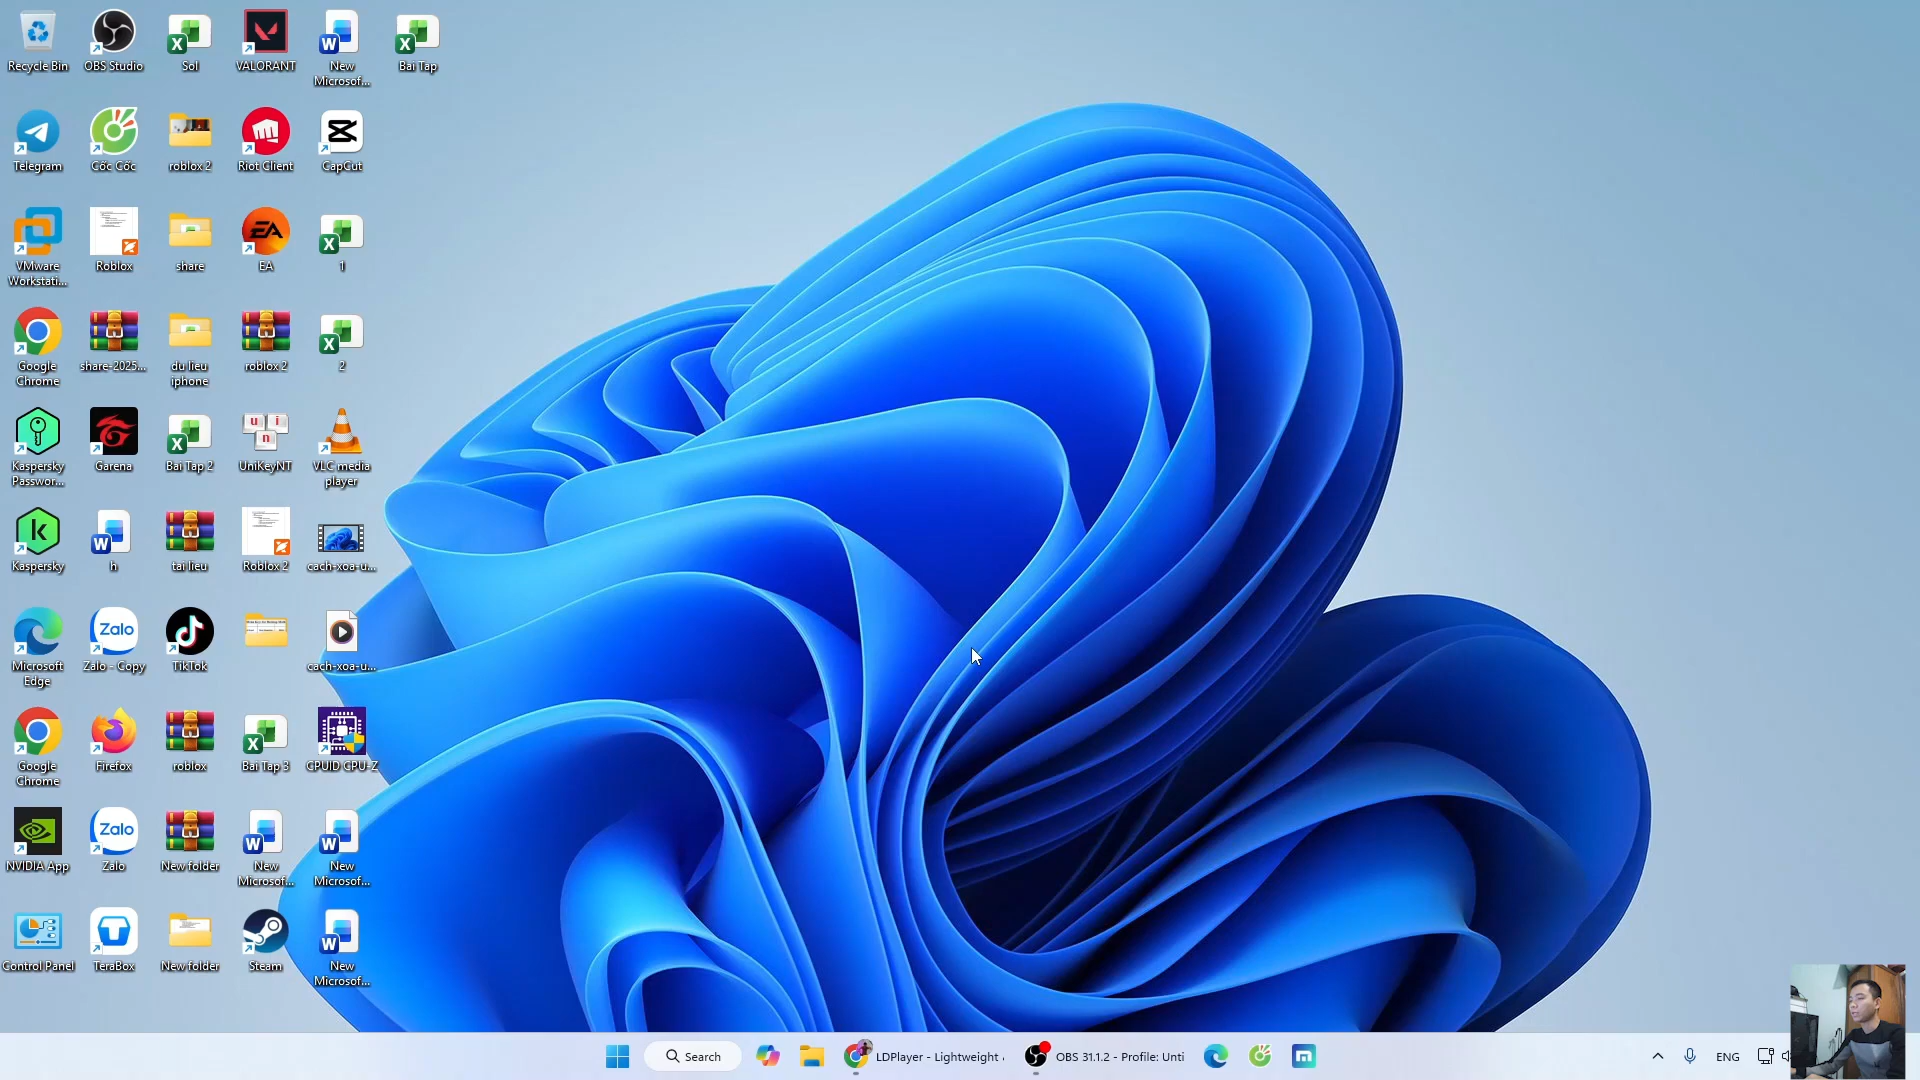 Recycle Bin
OBS Studio
Sol
VALORANT
New
Microsof...
Bai Tap
Telegram
Cốc Cốc
roblox 2
Riot Client
CapCut
VMware
Workstati...
Roblox
share
EA
1
Google
Chrome
share-2025...
du lieu
iphone
roblox 2
2
Kaspersky
Passwor...
Garena
Bai Tap 2
UniKeyNT
VLC media
player
Kaspersky
h
tai lieu
Roblox 2
cach-xoa-u...
Microsoft
Edge
Zalo - Copy
TikTok
cach-xoa-u...
Google
Chrome
Firefox
roblox
Bai Tap 3
CPUID CPU-Z
NVIDIA App
Zalo
New folder
New
Microsof...
New
Microsof...
Control Panel
TeraBox
New folder
Steam
New
Microsof...
Search
LDPlayer - Lightweight
OBS 31.1.2 - Profile: Unti
ENG